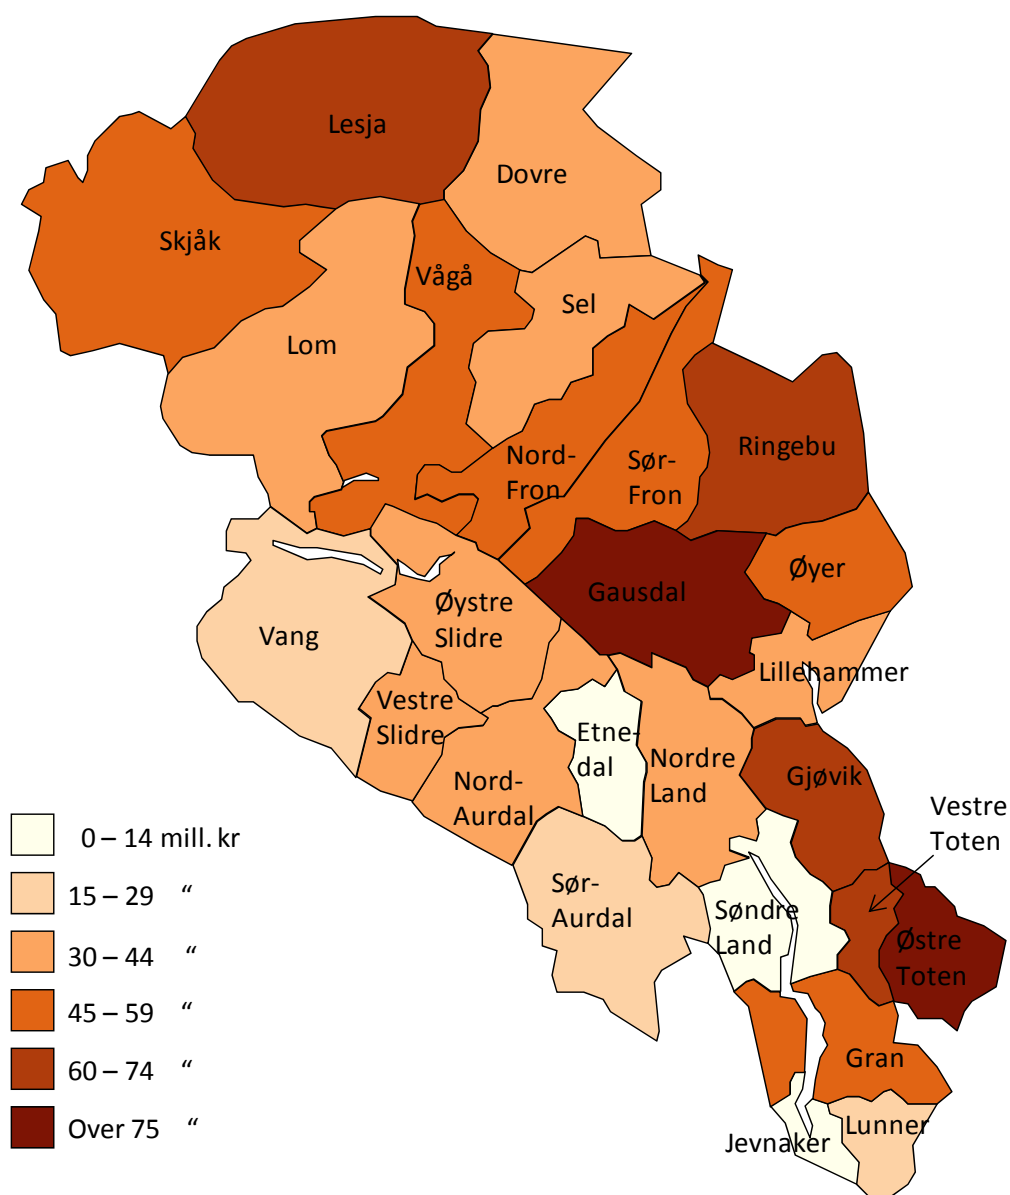 Lesja
Dovre
Skjåk
Vågå
Sel
Lom
Ringebu
Nord-
Fron
Sør-
Fron
Øyer
Gausdal
Øystre
Slidre
Vang
Lillehammer
Vestre
Slidre
Etne-
dal
Nordre
Land
Gjøvik
Nord-
Aurdal
Vestre
Toten
Sør-
Aurdal
Søndre
Land
Østre
Toten
Gran
Jevnaker
Lunner
0 – 14 mill. kr
15 – 29 “
30 – 44 “
45 – 59 “
60 – 74 “
Over 75 “